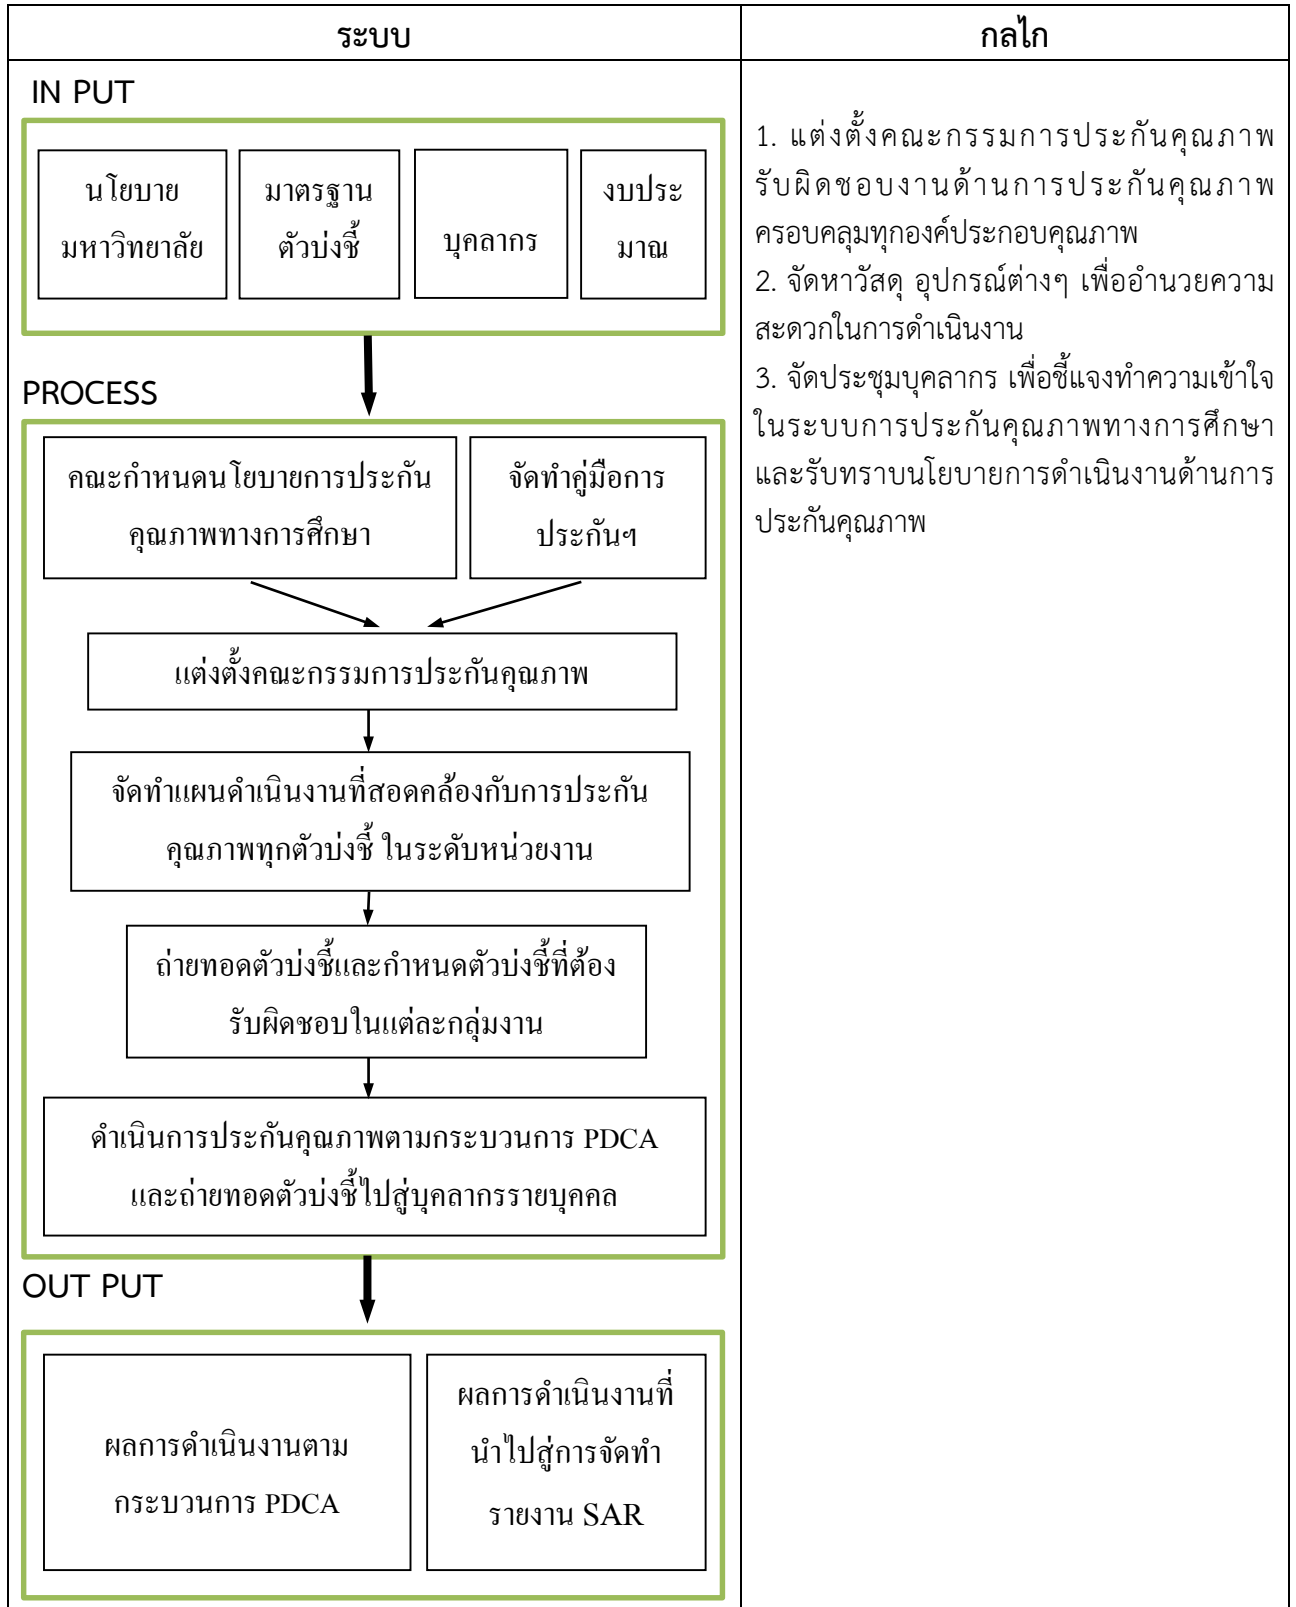 ระบบ
กลไก
IN PUT
นโยบาย
มหาวิทยาลัย
มาตรฐาน
ตัวบ่งชี้
บุคลากร
งบประ
มาณ
PROCESS
คณะกำหนดนโยบายการประกัน
คุณภาพทางการศึกษา
จัดทำคู่มือการ
ประกันฯ
แต่งตั้งคณะกรรมการประกันคุณภาพ
จัดทำแผนดำเนินงานที่สอดคล้องกับการประกัน
คุณภาพทุกตัวบ่งชี้ ในระดับหน่วยงาน
ถ่ายทอดตัวบ่งชี้และกำหนดตัวบ่งชี้ที่ต้อง
รับผิดชอบในแต่ละกลุ่มงาน
ดำเนินการประกันคุณภาพตามกระบวนการ PDCA
และถ่ายทอดตัวบ่งชี้ไปสู่บุคลากรรายบุคคล
OUT PUT
ผลการดำเนินงานตาม
กระบวนการ PDCA
ผลการดำเนินงานที่
นำไปสู่การจัดทำ
รายงาน SAR
1. แต่งตั้งคณะกรรมการประกันคุณภาพ
รับผิดชอบงานด้านการประกันคุณภาพ
ครอบคลุมทุกองค์ประกอบคุณภาพ
2. จัดหาวัสดุ อุปกรณ์ต่างๆ เพื่ออำนวยความ
สะดวกในการดำเนินงาน
3. จัดประชุมบุคลากร เพื่อชี้แจงทำความเข้าใจ
ในระบบการประกันคุณภาพทางการศึกษา
และรับทราบนโยบายการดำเนินงานด้านการ
ประกันคุณภาพ